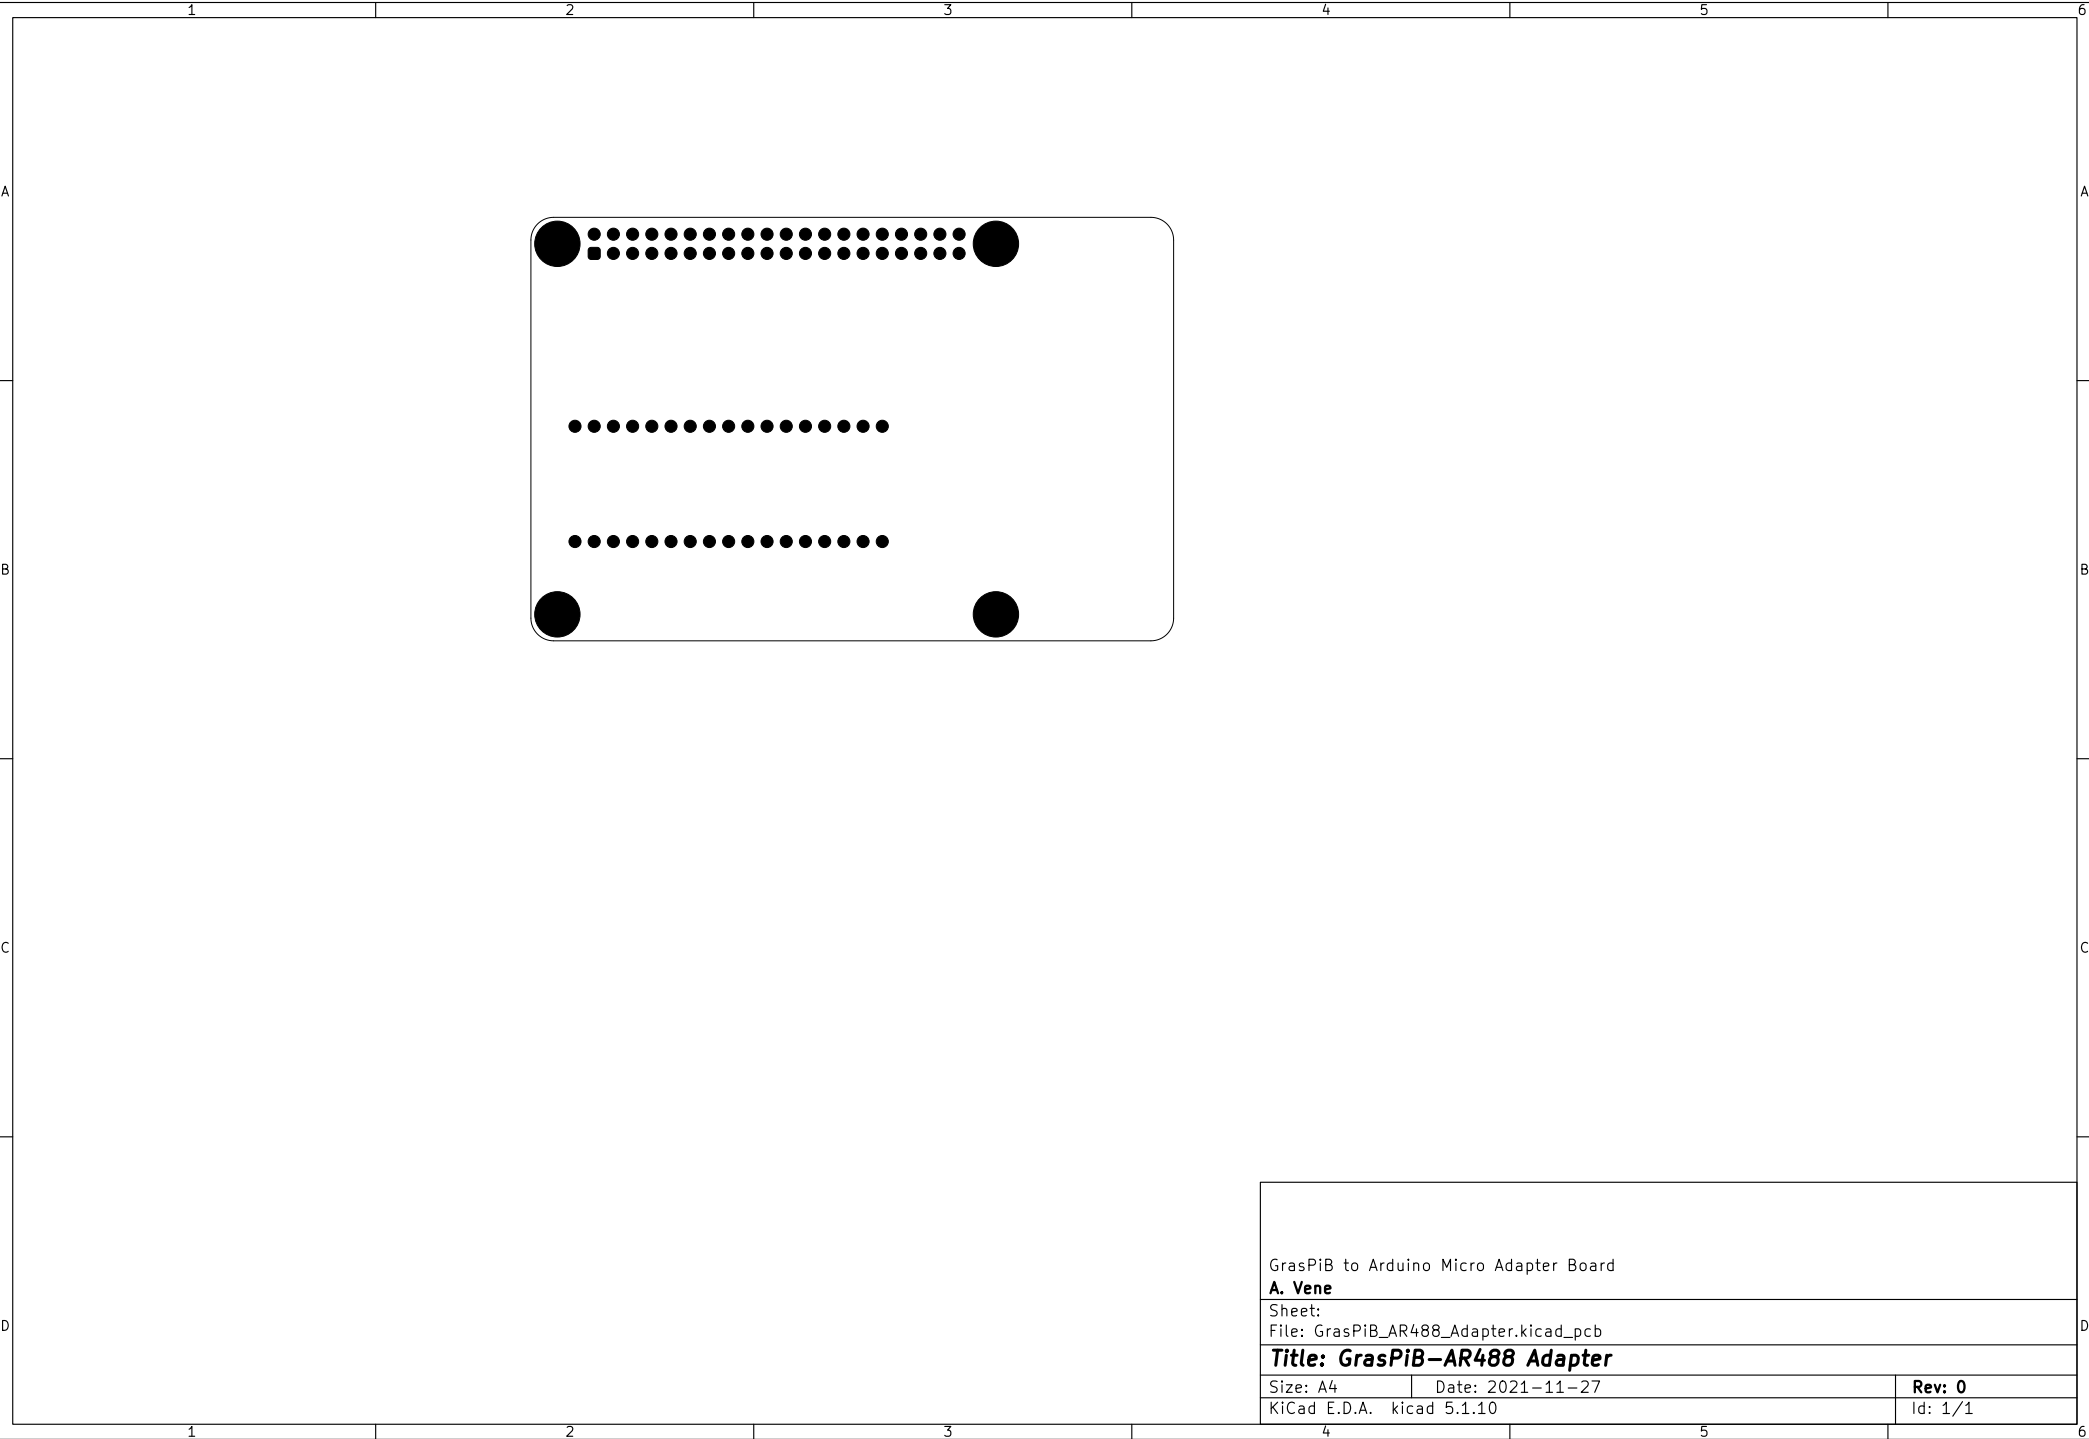 1 2 3 4 5 6
A A
B B
C C
GrasPiB to Arduino Micro Adapter Board
A. Vene
Sheet:
D D
File: GrasPiB_AR488_Adapter.kicad_pcb
Title: GrasPiB-AR488 Adapter
Size: A4 Date: 2021-11-27 Rev: 0
KiCad E.D.A. kicad 5.1.10 Id: 1/1
1 2 3 4 5 6